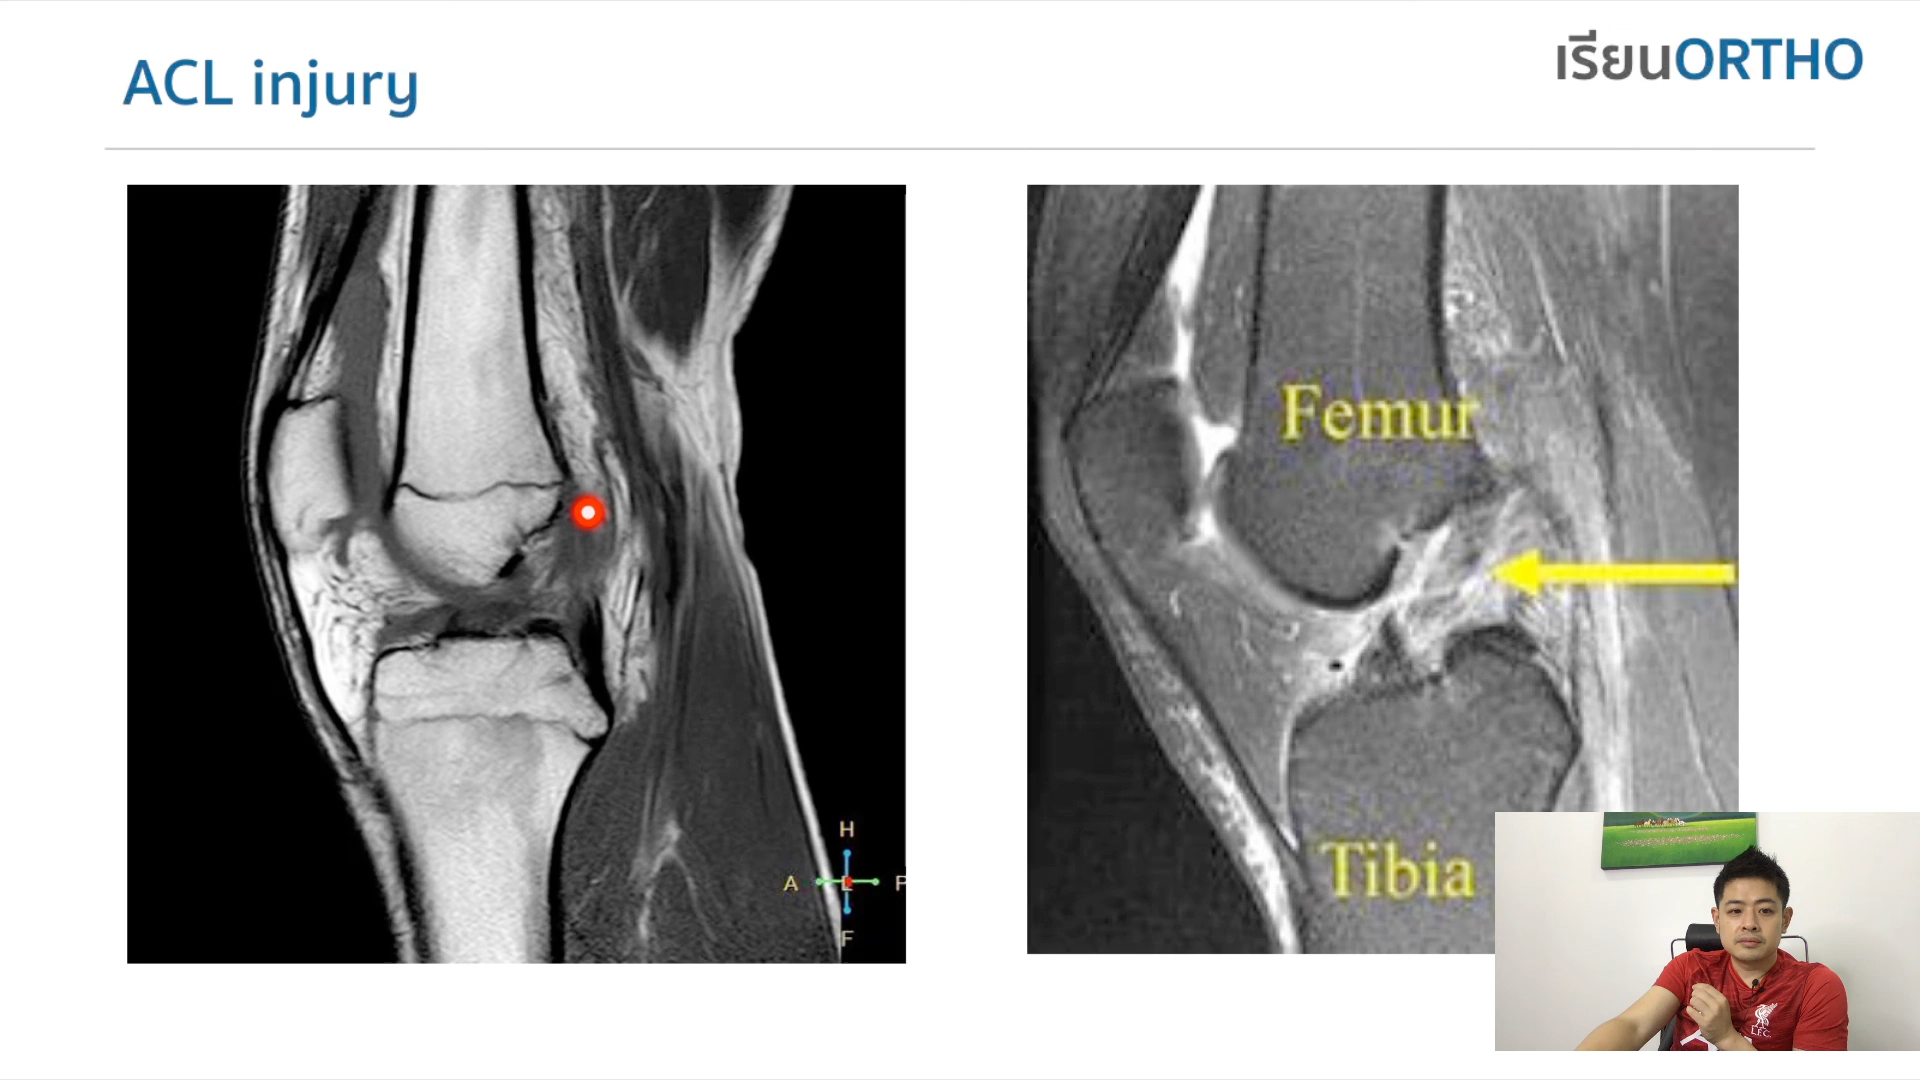 ACL injury
เรียนORTHO
Femur
Tibia
H
A
P
F
L.F.C.